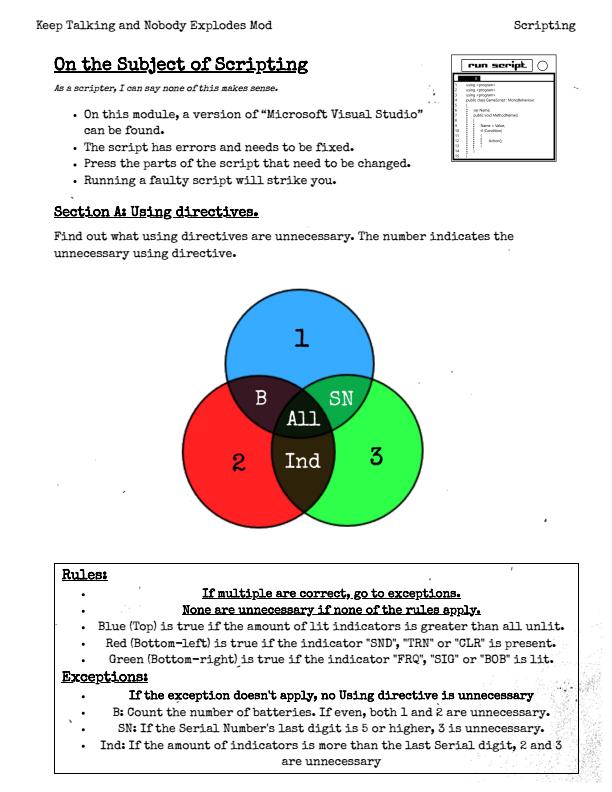 Keep Talking and Nobody Explodes Mod
Scripting
On the Subject of Scripting
As a scripter, I can say none of this makes sense.
• On this module, a version of “Microsoft Visual Studio”
can be found.
• The script has errors and needs to be fixed.
• Press the parts of the script that need to be changed.
• Running a faulty script will strike you.
run script
1 using <program>
2 using <program>
3 using <program>
4 public class GameScript : MonoBehaviour
var Name;
public void MethodName()
Name = Value;
if (Condition)
Action();
Section A: Using directives.
Find out what using directives are unnecessary. The number indicates the
unnecessary using directive.
1
B
SN
All
2
Ind
3
Rules:
• If multiple are correct, go to exceptions.
• None are unnecessary if none of the rules apply.
• Blue (Top) is true if the amount of lit indicators is greater than all unlit.
• Red (Bottom-left) is true if the indicator "SND", "TRN" or "CLR" is present.
• Green (Bottom-right) is true if the indicator "FRQ", "SIG" or "BOB" is lit.
Exceptions:
• If the exception doesn't apply, no Using directive is unnecessary
• B: Count the number of batteries. If even, both 1 and 2 are unnecessary.
• SN: If the Serial Number's last digit is 5 or higher, 3 is unnecessary.
• Ind: If the amount of indicators is more than the last Serial digit, 2 and 3
are unnecessary